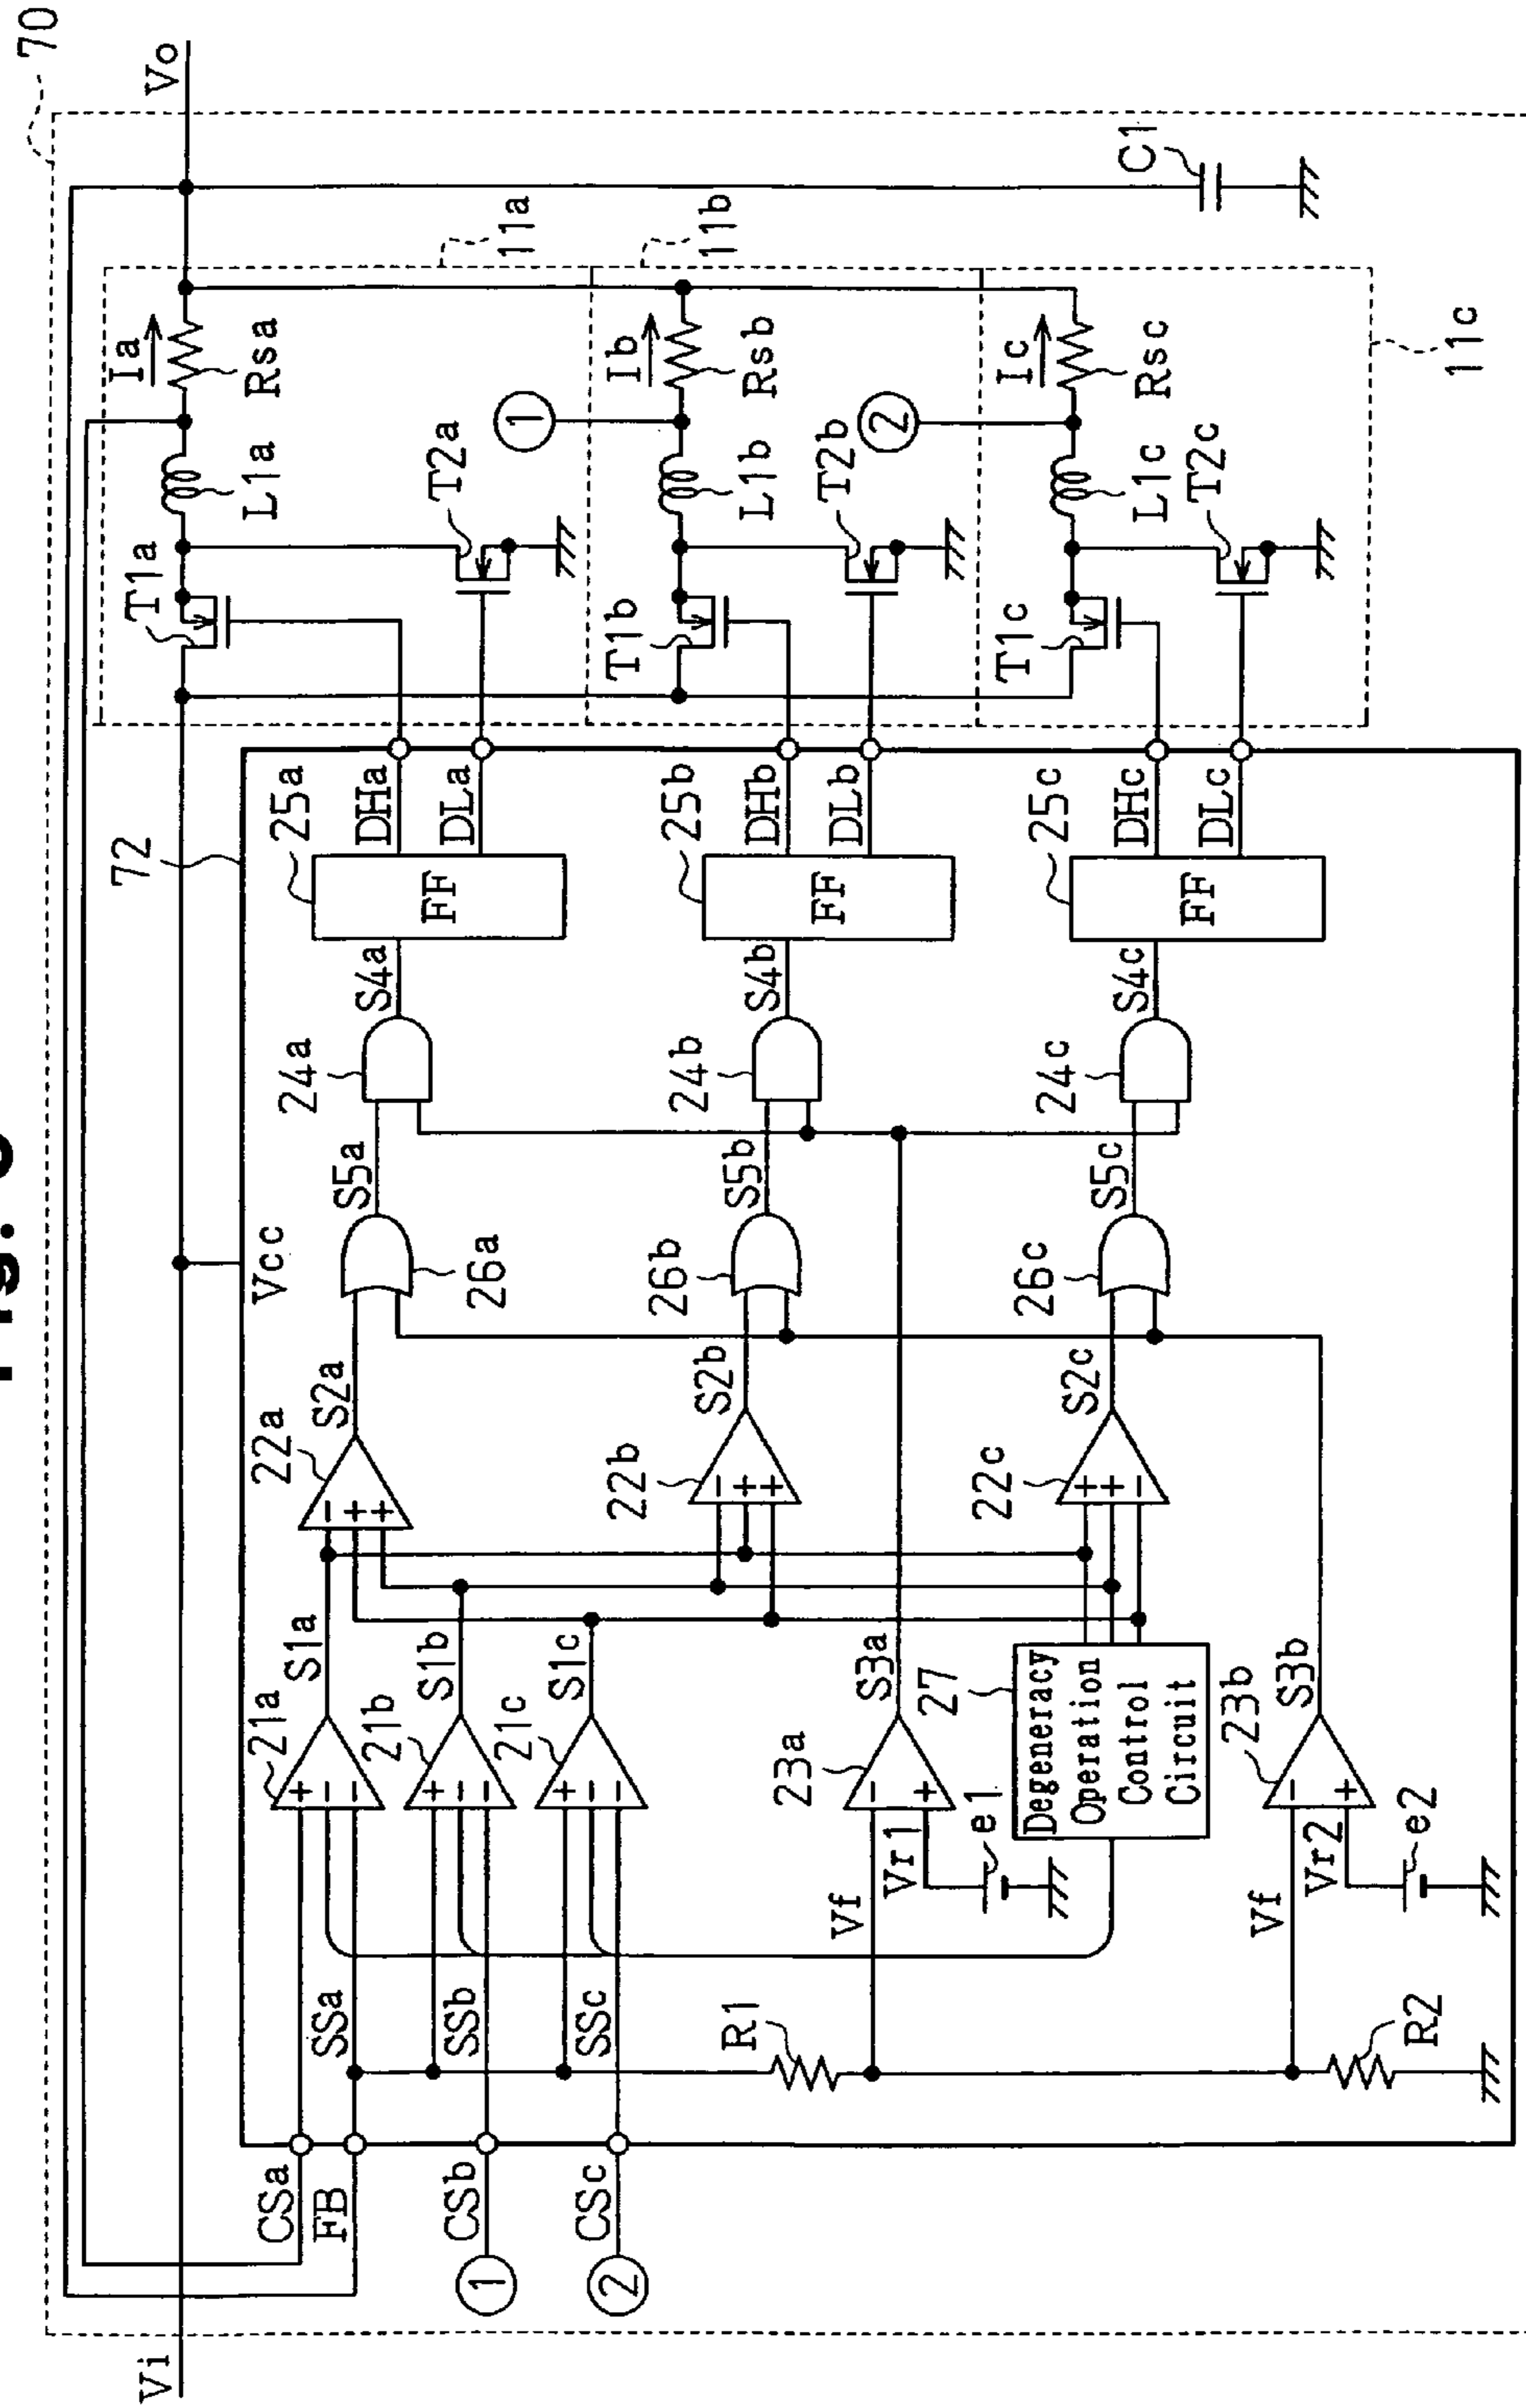 70
Vi
Vo
72
Vcc
CSa
FB
CSb
1
CSc
2
SSa
SSb
SSc
21a
+
−
−
S1a
21b
+
−
−
S1b
21c
+
−
−
S1c
22a
−
+
+
S2a
22b
−
+
+
S2b
22c
+
+
−
S2c
26a
S5a
26b
S5b
26c
S5c
24a
S4a
24b
S4b
24c
S4c
25a
FF
DHa
DLa
25b
FF
DHb
DLb
25c
FF
DHc
DLc
R1
Vf
23a
−
+
S3a
Vr1
e1
27
Degeneracy
Operation
Control
Circuit
Vf
23b
−
+
S3b
Vr2
e2
R2
T1a
L1a
Ia
Rsa
T2a
11a
1
T1b
L1b
Ib
Rsb
T2b
11b
2
T1c
L1c
Ic
Rsc
T2c
11c
C1